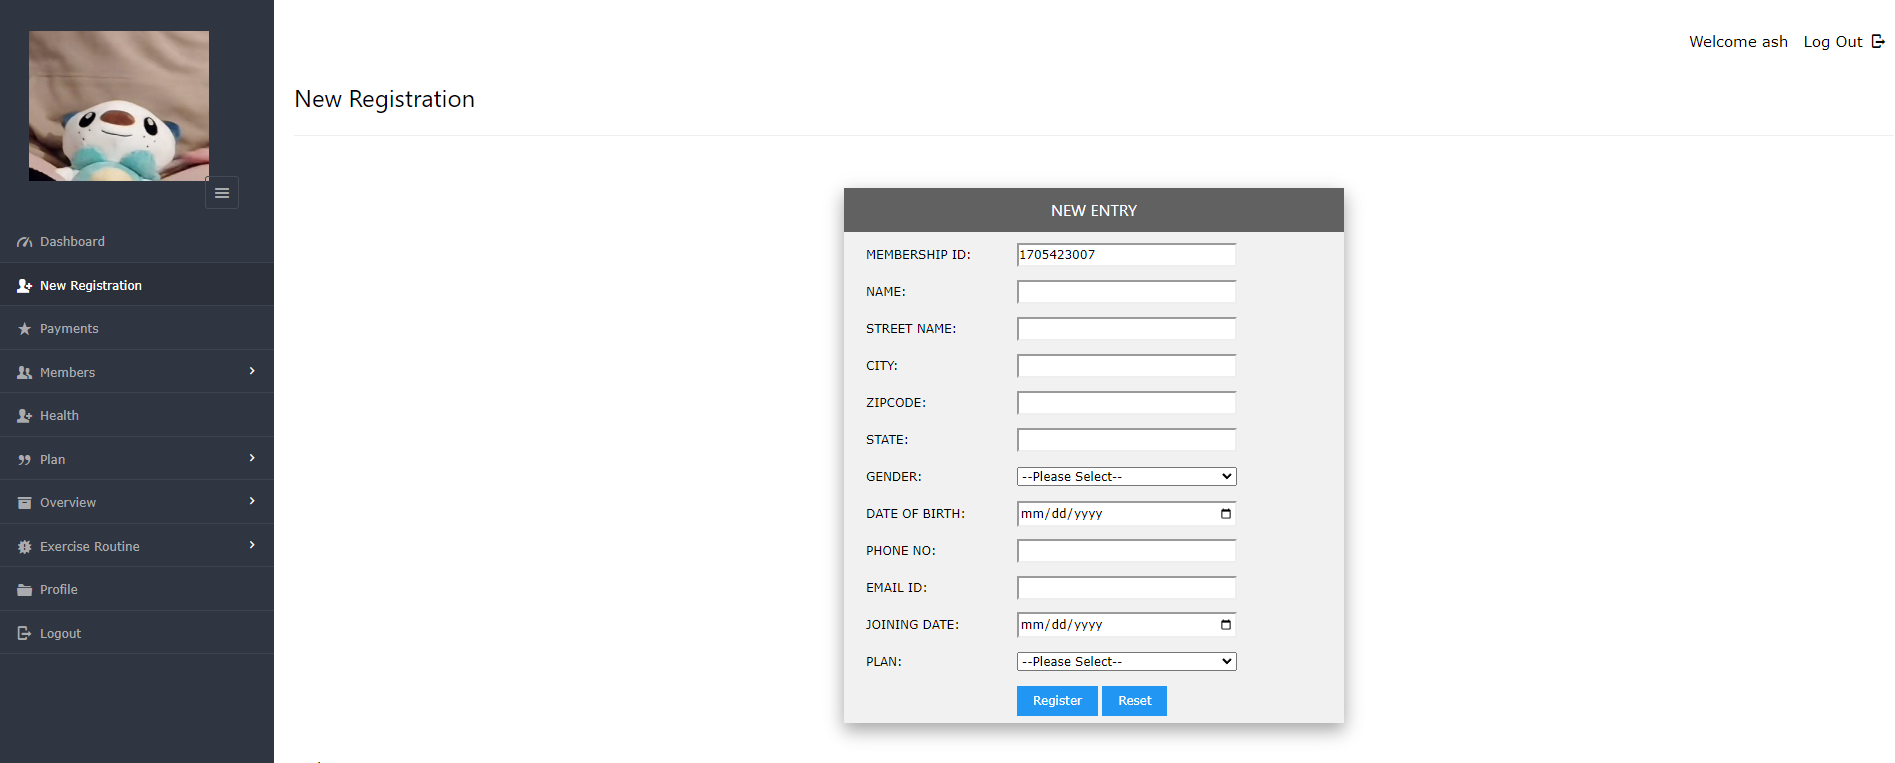 Welcome ash Log Out
New Registration
Dashboard
New Registration
Payments
Members
Health
Plan
Overview
Exercise Routine
Profile
Logout
NEW ENTRY
MEMBERSHIP ID: 1705423007
NAME:
STREET NAME:
CITY:
ZIPCODE:
STATE:
GENDER: --Please Select--
DATE OF BIRTH: mm/dd/yyyy
PHONE NO:
EMAIL ID:
JOINING DATE: mm/dd/yyyy
PLAN: --Please Select--
Register Reset